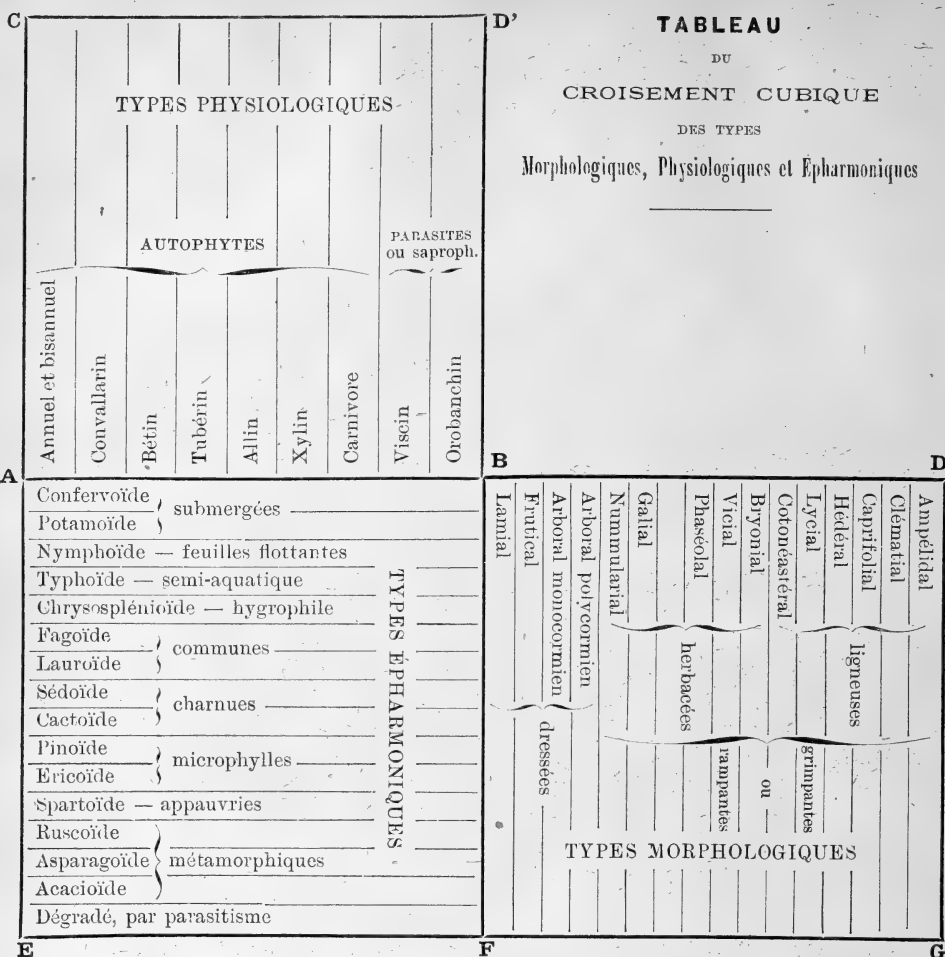 C
D'
TABLEAU
DU
CROISEMENT CUBIQUE
DES TYPES
Morphologiques, Physiologiques et Épharmoniques
TYPES PHYSIOLOGIQUES
AUTOPHYTES
PARASITES
ou saproph.
Annuel et bisannuel
Convallarin
Bétin
Tubérin
Allin
Xylin
Carnivore
Viscin
Orobanchin
A
B
D
Confervoïde
Potamoïde
submergées
Nymphoïde — feuilles flottantes
Typhoïde — semi-aquatique
Chrysosplénioïde — hygrophile
Fagoïde
Lauroïde
communes
Sédoïde
Cactoïde
charnues
Pinoïde
Ericoïde
microphylles
Spartoïde — appauvries
Ruscoïde
Asparagoïde
Acacioïde
métamorphiques
Dégradé, par parasitisme
TYPES ÉPHARMONIQUES
Lamial
Frutical
Arboral monocormien
Arboral polycormien
Nummularial
Galial
Phaséolal
Vicial
Bryonial
Cotonéastéral
Lycial
Hédéral
Caprifolial
Clématial
Ampélidal
dressées
herbacées
ligneuses
rampantes
ou
grimpantes
TYPES MORPHOLOGIQUES
E
F
G